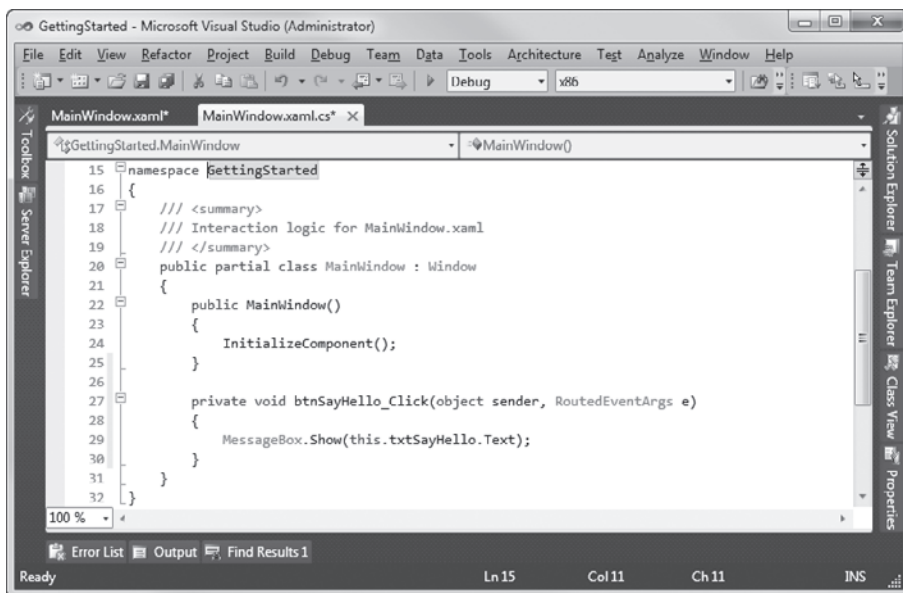 GettingStarted - Microsoft Visual Studio (Administrator)
File Edit View Refactor Project Build Debug Team Data Tools Architecture Test Analyze Window Help
Debug x86
MainWindow.xaml* MainWindow.xaml.cs*
GettingStarted.MainWindow MainWindow()
Toolbox
Server Explorer
15 namespace GettingStarted
16 {
17 /// <summary>
18 /// Interaction logic for MainWindow.xaml
19 /// </summary>
20 public partial class MainWindow : Window
21 {
22 public MainWindow()
23 {
24 InitializeComponent();
25 }
26
27 private void btnSayHello_Click(object sender, RoutedEventArgs e)
28 {
29 MessageBox.Show(this.txtSayHello.Text);
30 }
31 }
32 }
Solution Explorer
Team Explorer
Class View
Properties
100 %
Error List Output Find Results 1
Ready Ln 15 Col 11 Ch 11 INS